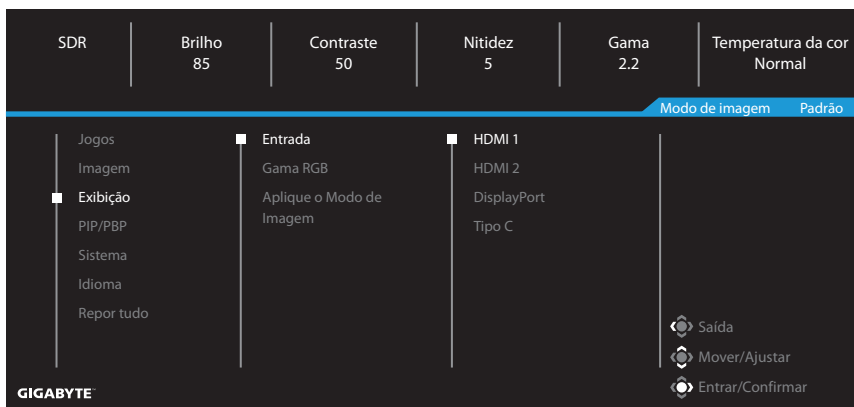 SDR
Brilho
85
Contraste
50
Nitidez
5
Gama
2.2
Temperatura da cor
Normal
Modo de imagem Padrão
Jogos
Imagem
Exibição
PIP/PBP
Sistema
Idioma
Repor tudo
Entrada
Gama RGB
Aplique o Modo de
Imagem
HDMI 1
HDMI 2
DisplayPort
Tipo C
Saída
Mover/Ajustar
Entrar/Confirmar
GIGABYTE™